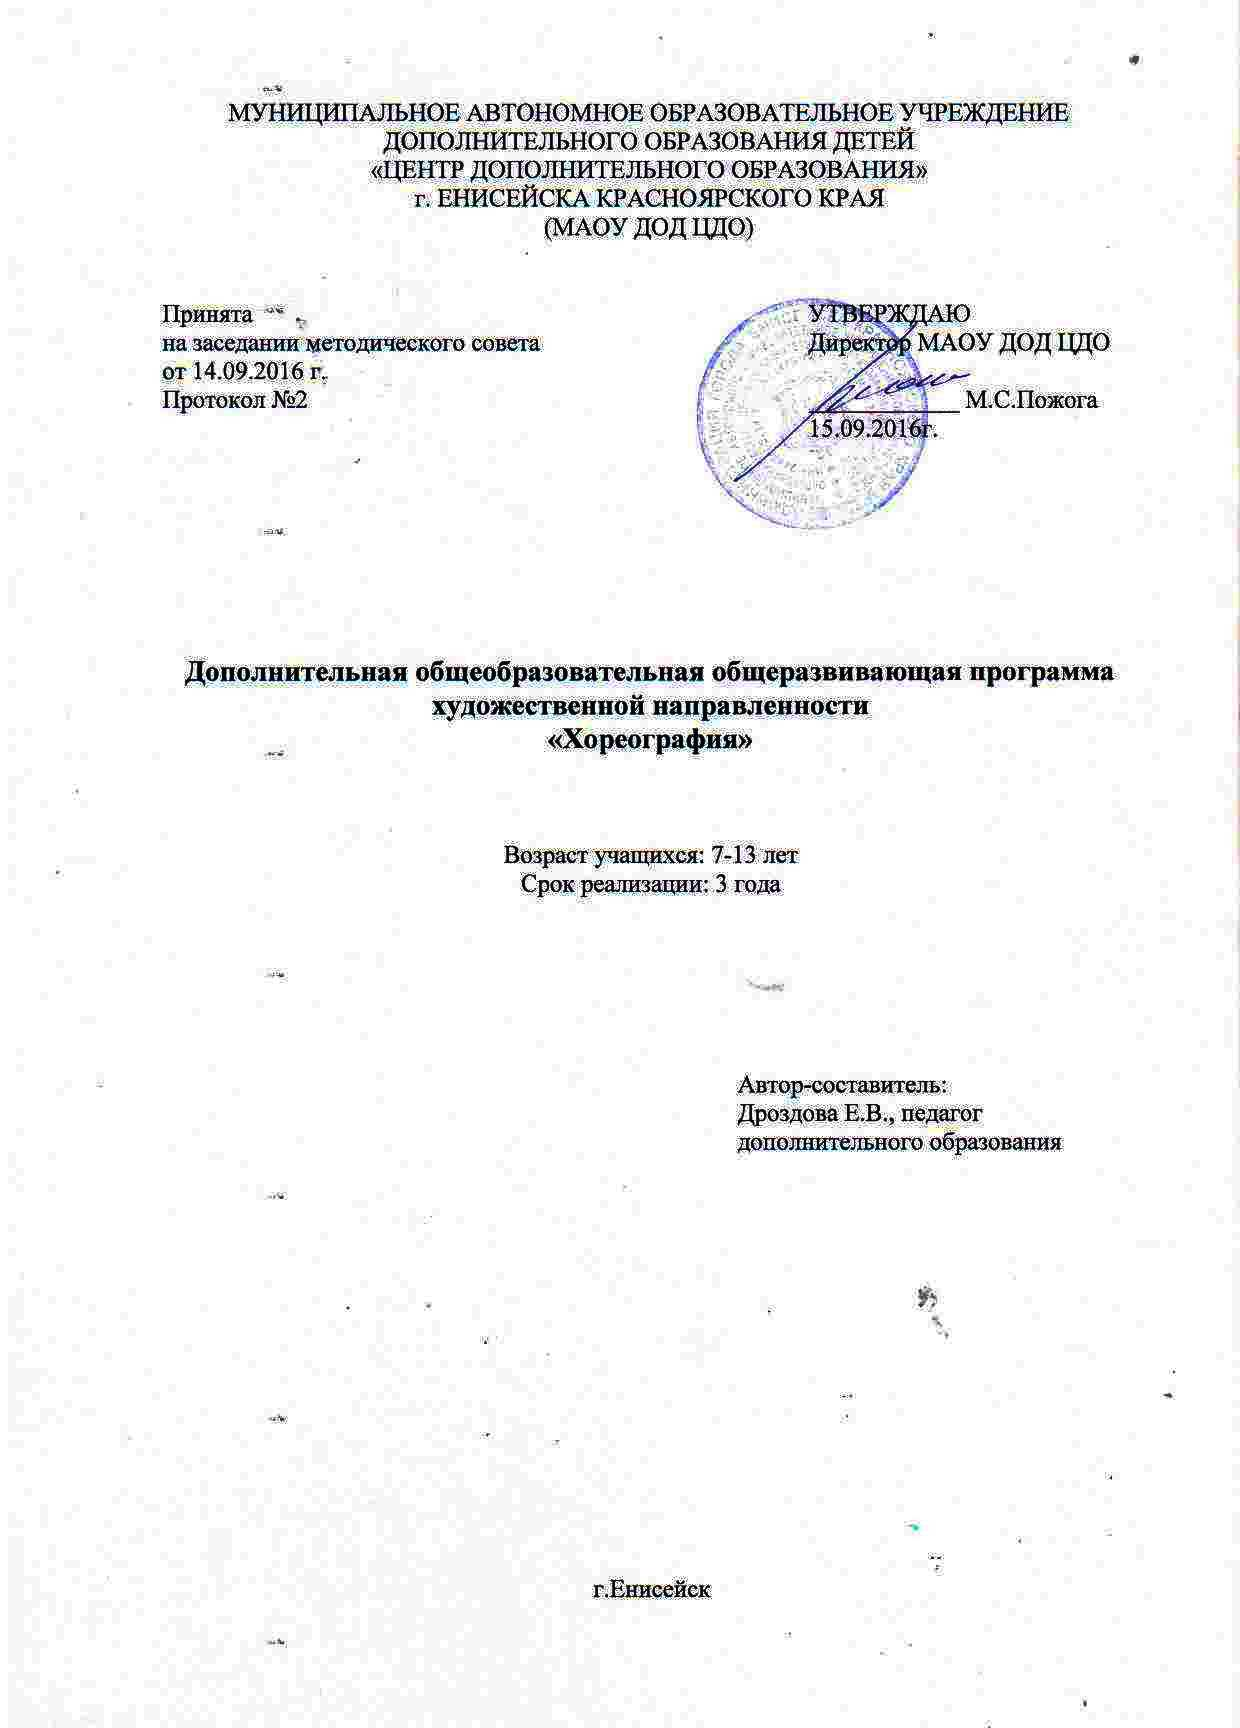 МУНИЦИПАЛЬНОЕ АВТОНОМНОЕ ОБРАЗОВАТЕЛЬНОЕ УЧРЕЖДЕНИЕ
ДОПОЛНИТЕЛЬНОГО ОБРАЗОВАНИЯ ДЕТЕЙ
«ЦЕНТР ДОПОЛНИТЕЛЬНОГО ОБРАЗОВАНИЯ»
г. ЕНИСЕЙСКА КРАСНОЯРСКОГО КРАЯ
(МАОУ ДОД ЦДО)
Принята
на заседании методического совета
от 14.09.2016 г.
Протокол №2
УТВЕРЖДАЮ
Директор МАОУ ДОД ЦДО
____________ М.С.Пожога
15.09.2016г.
Дополнительная общеобразовательная общеразвивающая программа
художественной направленности
«Хореография»
Возраст учащихся: 7-13 лет
Срок реализации: 3 года
Автор-составитель:
Дроздова Е.В., педагог
дополнительного образования
г.Енисейск